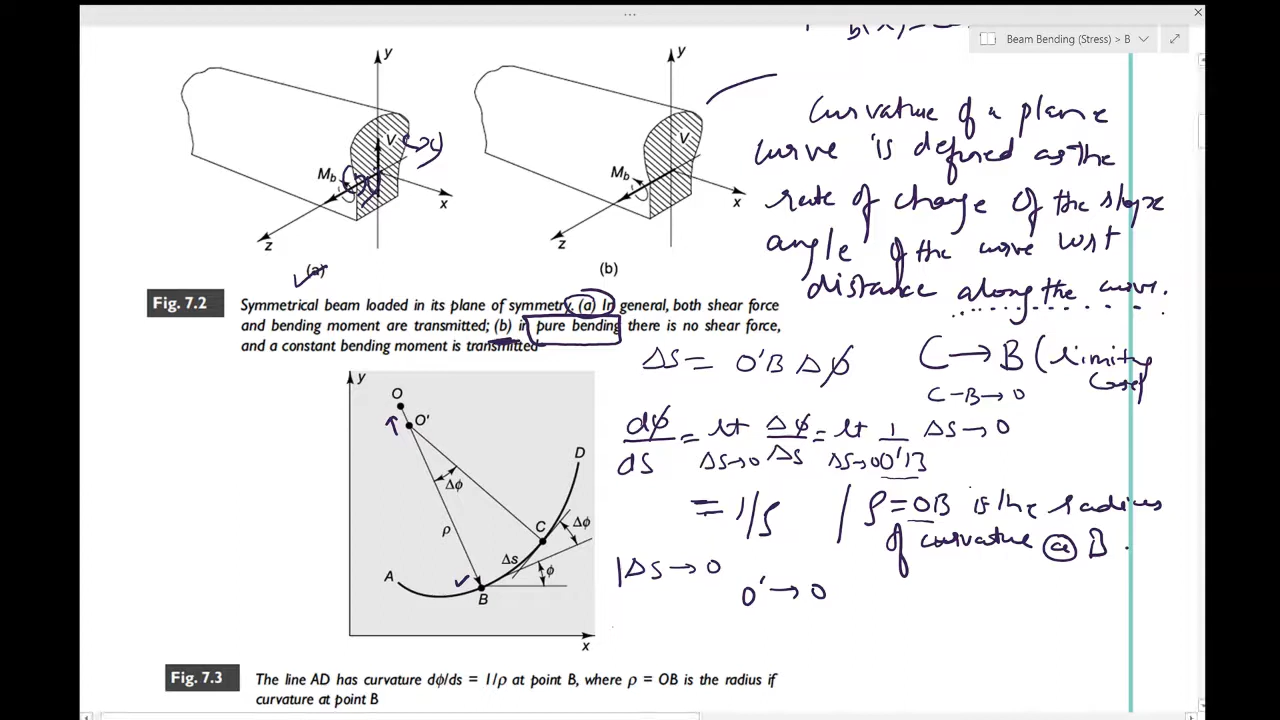 Beam Bending (Stress) > B
y
V
Mb
x
z
(a)
y
V
Mb
x
z
(b)
Fig. 7.2
Symmetrical beam loaded in its plane of symmetry. (a) In general, both shear force
and bending moment are transmitted; (b) in pure bending there is no shear force,
and a constant bending moment is transmitted
Curvature of a plane
curve is defined as the
rate of change of the slope
angle of the curve wrt
distance along the curve.
ΔS = O'B Δφ
C → B (limiting
case)
C-B → 0
dφ/ds = lt Δs→0 Δφ/Δs = lt Δs→0 1/O'B Δs → 0
= 1/ρ / ρ = OB is the radius
of curvature @ B.
|Δs → 0
O' → O
y
O
O'
D
Δφ
C
Δφ
ρ
Δs
φ
A
B
x
Fig. 7.3
The line AD has curvature dϕ/ds = 1/ρ at point B, where ρ = OB is the radius if
curvature at point B